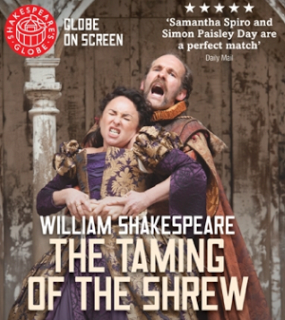 SHAKESPEARE'S GLOBE
GLOBE
ON SCREEN
★★★★★
‘Samantha Spiro and
Simon Paisley Day are
a perfect match’
Daily Mail
WILLIAM SHAKESPEARE
THE TAMING
OF THE SHREW